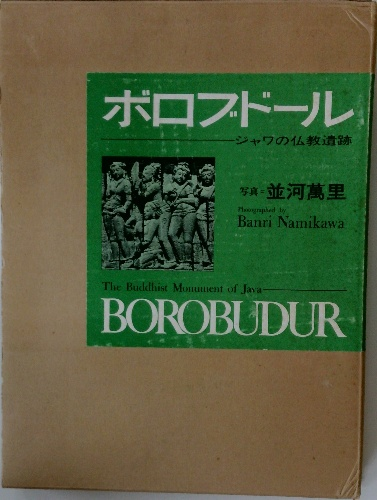 ボロブドール
ジャワの仏教遺跡
写真=並河萬里
Photographed by
Banri Namikawa
The Buddhist Monument of Java
BOROBUDUR